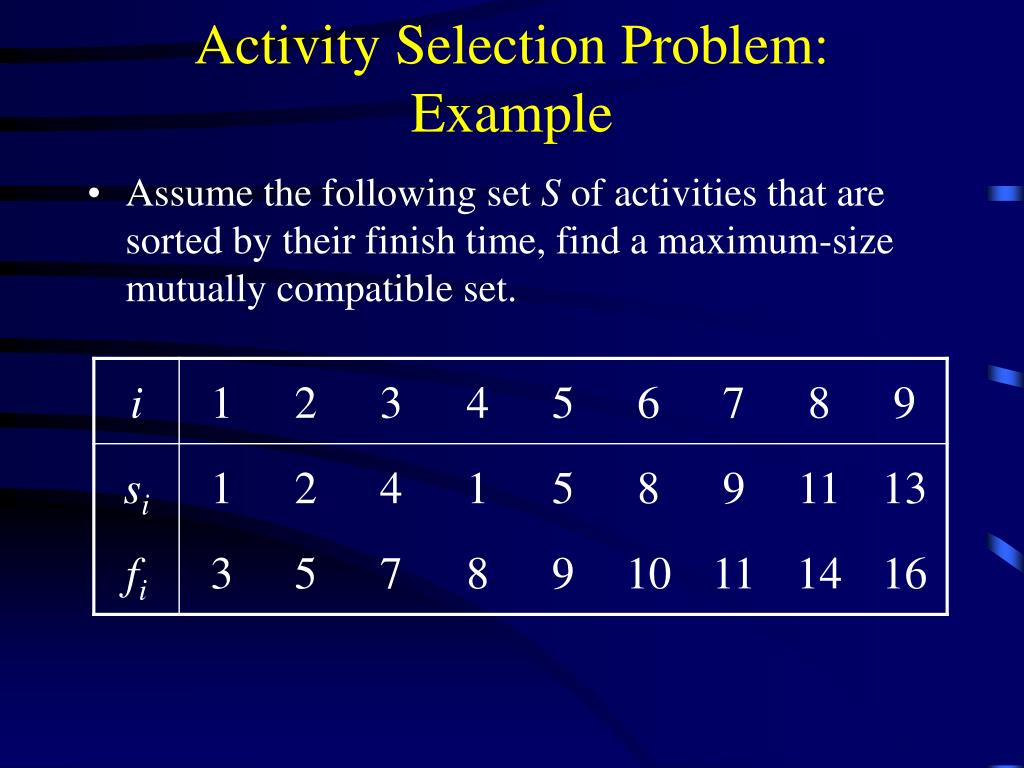 Activity Selection Problem:
Example
• Assume the following set S of activities that are
sorted by their finish time, find a maximum-size
mutually compatible set.
i 1 2 3 4 5 6 7 8 9
si 1 2 4 1 5 8 9 11 13
fi 3 5 7 8 9 10 11 14 16